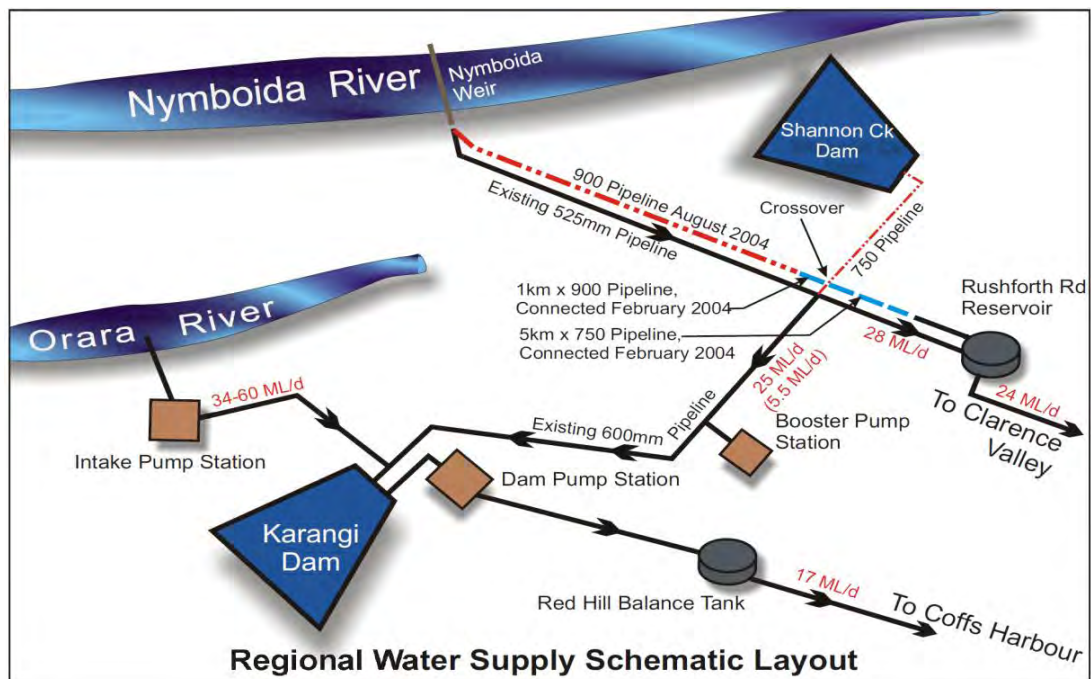 Nymboida River
Nymboida
Weir
Shannon Ck
Dam
900 Pipeline August 2004
Existing 525mm Pipeline
Crossover
750 Pipeline
1km x 900 Pipeline,
Connected February 2004
5km x 750 Pipeline,
Connected February 2004
Rushforth Rd
Reservoir
28 ML/d
24 ML/d
To Clarence
Valley
Orara River
34-60 ML/d
Intake Pump Station
25 ML/d
(5.5 ML/d)
Pipeline
Existing 600mm
Booster Pump
Station
Dam Pump Station
Karangi
Dam
Red Hill Balance Tank
17 ML/d
To Coffs Harbour
Regional Water Supply Schematic Layout